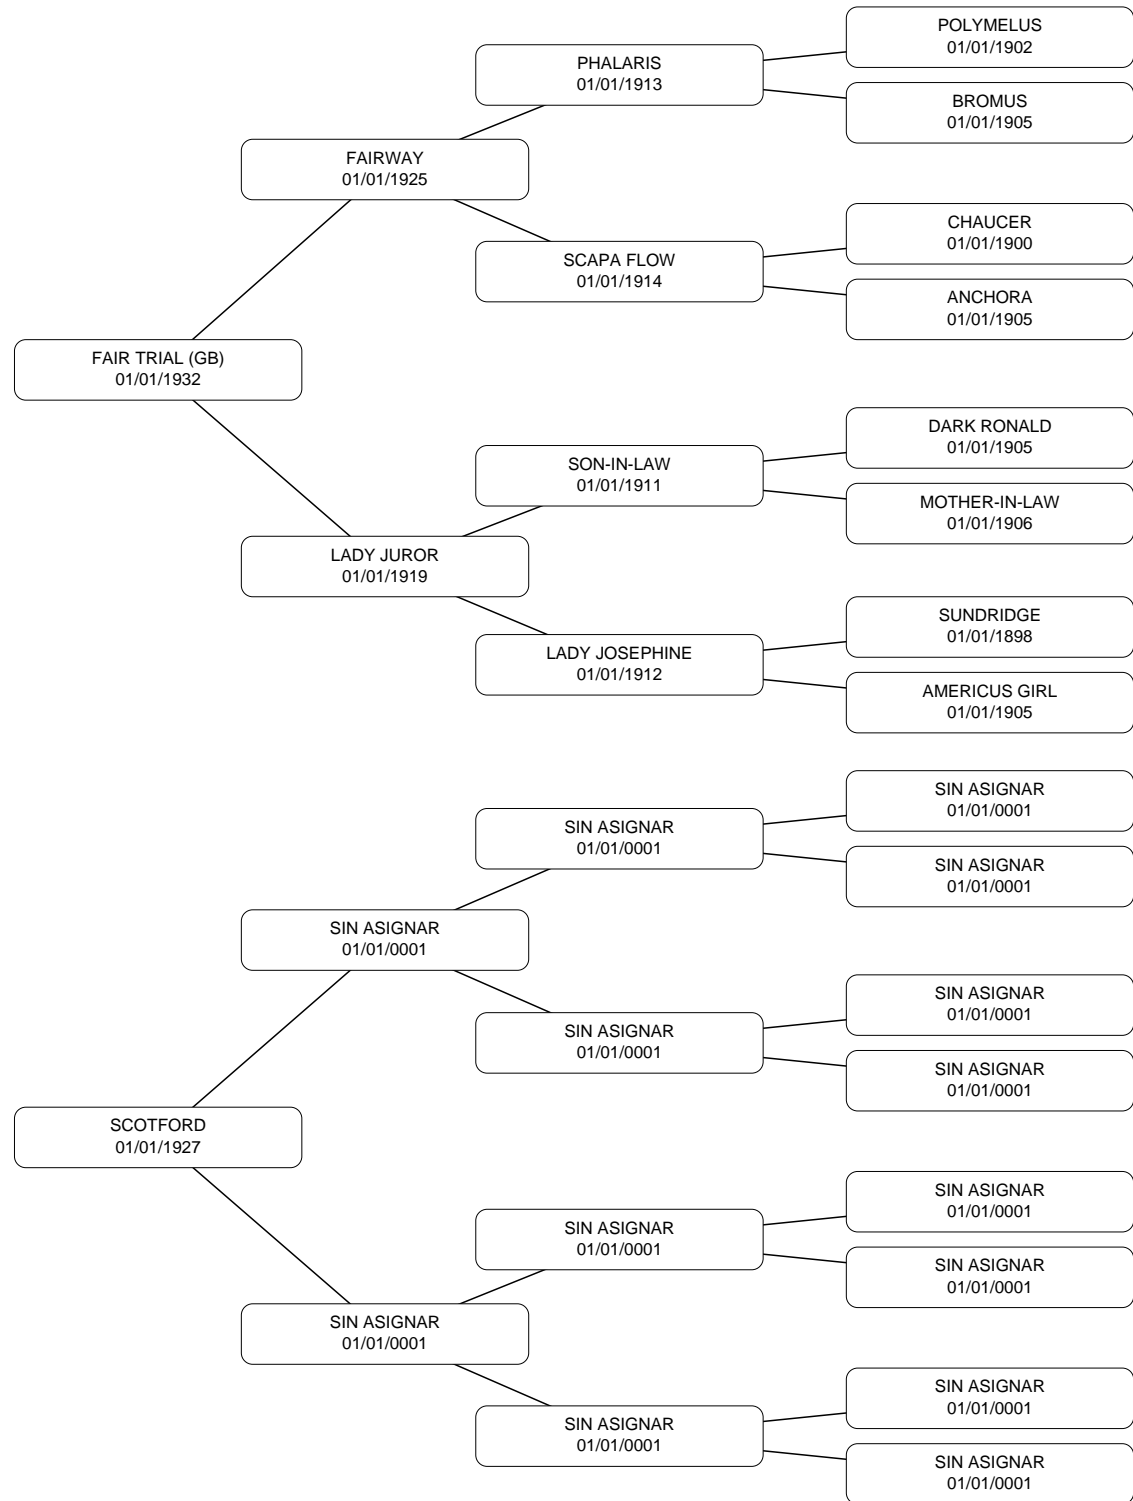 POLYMELUS
01/01/1902
PHALARIS
01/01/1913
BROMUS
01/01/1905
FAIRWAY
01/01/1925
CHAUCER
01/01/1900
SCAPA FLOW
01/01/1914
ANCHORA
01/01/1905
FAIR TRIAL (GB)
01/01/1932
DARK RONALD
01/01/1905
SON-IN-LAW
01/01/1911
MOTHER-IN-LAW
01/01/1906
LADY JUROR
01/01/1919
SUNDRIDGE
01/01/1898
LADY JOSEPHINE
01/01/1912
AMERICUS GIRL
01/01/1905
SIN ASIGNAR
01/01/0001
SIN ASIGNAR
01/01/0001
SIN ASIGNAR
01/01/0001
SIN ASIGNAR
01/01/0001
SIN ASIGNAR
01/01/0001
SIN ASIGNAR
01/01/0001
SIN ASIGNAR
01/01/0001
SCOTFORD
01/01/1927
SIN ASIGNAR
01/01/0001
SIN ASIGNAR
01/01/0001
SIN ASIGNAR
01/01/0001
SIN ASIGNAR
01/01/0001
SIN ASIGNAR
01/01/0001
SIN ASIGNAR
01/01/0001
SIN ASIGNAR
01/01/0001